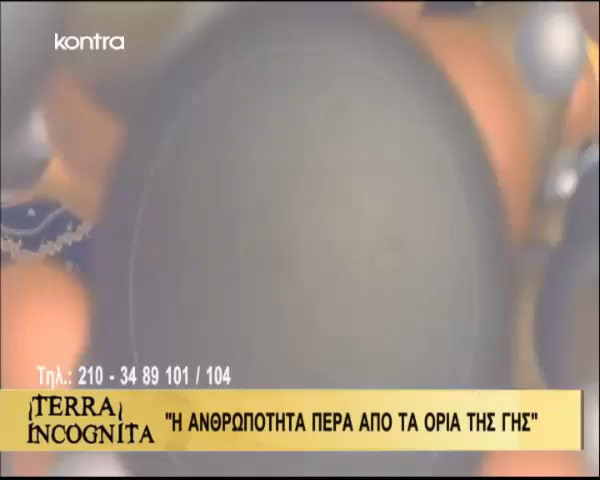 kontra
Τηλ.: 210 - 34 89 101 / 104
TERRA
INCOGNITA
"Η ΑΝΘΡΩΠΟΤΗΤΑ ΠΕΡΑ ΑΠΟ ΤΑ ΟΡΙΑ ΤΗΣ ΓΗΣ"